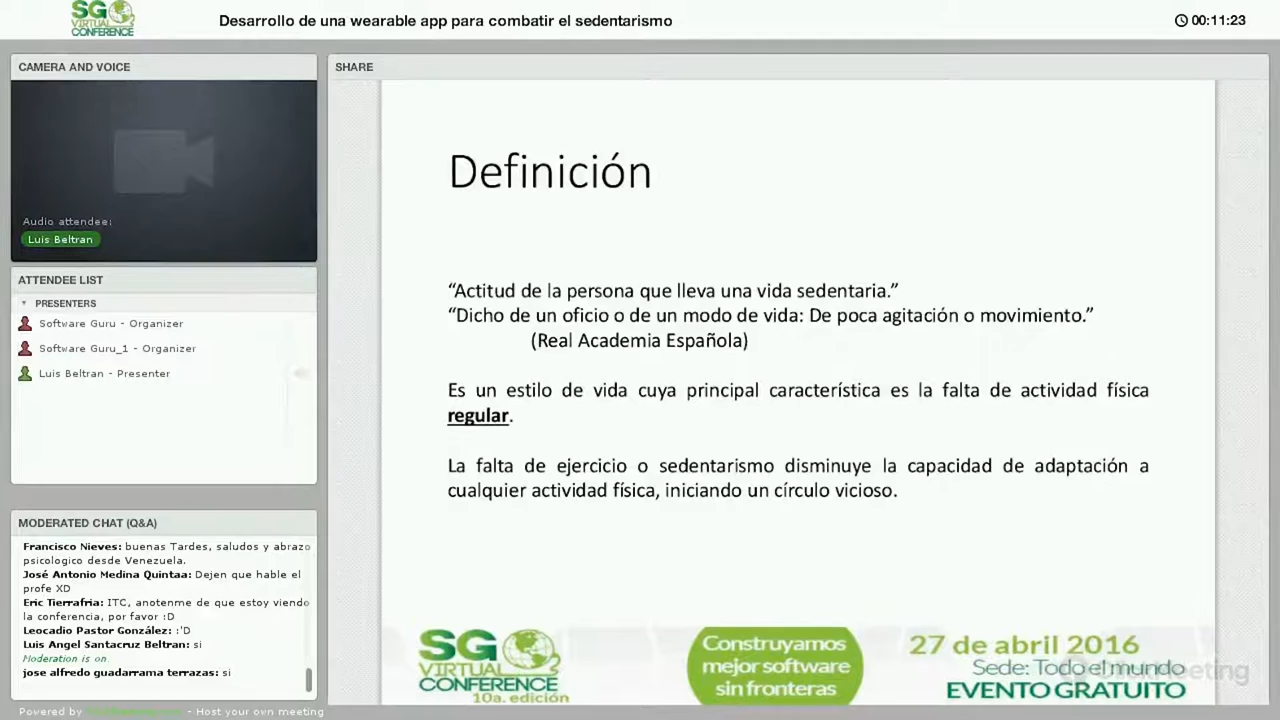 SG
VIRTUAL
CONFERENCE
Desarrollo de una wearable app para combatir el sedentarismo
00:11:23
CAMERA AND VOICE
Audio attendee:
Luis Beltran
ATTENDEE LIST
PRESENTERS
Software Guru - Organizer
Software Guru_1 - Organizer
Luis Beltran - Presenter
MODERATED CHAT (Q&A)
Francisco Nieves: buenas Tardes, saludos y abrazo
psicologico desde Venezuela.
José Antonio Medina Quintaa: Dejen que hable el
profe XD
Eric Tierrafria: ITC, anotenme de que estoy viendo
la conferencia, por favor :D
Leocadio Pastor González: :'D
Luis Angel Santacruz Beltran: si
Moderation is on
jose alfredo guadarrama terrazas: si
Powered by
- Host your own meeting
SHARE
Definición
“Actitud de la persona que lleva una vida sedentaria.”
“Dicho de un oficio o de un modo de vida: De poca agitación o movimiento.”
(Real Academia Española)
Es un estilo de vida cuya principal característica es la falta de actividad física
regular.
La falta de ejercicio o sedentarismo disminuye la capacidad de adaptación a
cualquier actividad física, iniciando un círculo vicioso.
SG
VIRTUAL
CONFERENCE
10a. edición
Construyamos
mejor software
sin fronteras
27 de abril 2016
Sede: Todo el mundo
EVENTO GRATUITO